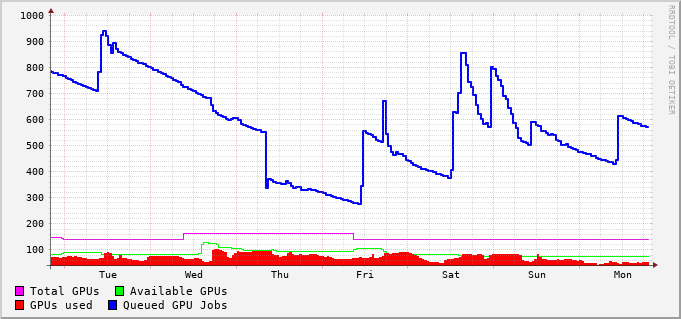 1000
900
800
700
600
500
400
300
200
100
Tue Wed Thu Fri Sat Sun Mon
Total GPUs Available GPUs
GPUs used Queued GPU Jobs
RRDTOOL / TOBI OETIKER